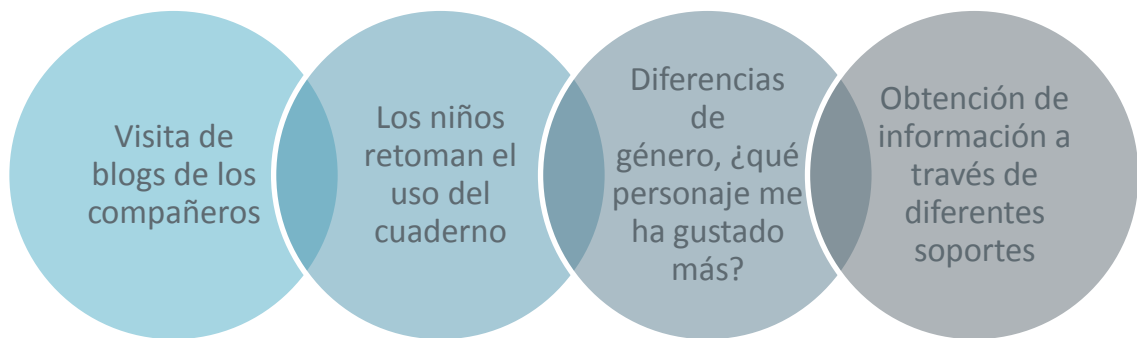 Visita de
blogs de los
compañeros
Los niños
retoman el
uso del
cuaderno
Diferencias
de
género, ¿qué
personaje me
ha gustado
más?
Obtención de
información a
través de
diferentes
soportes